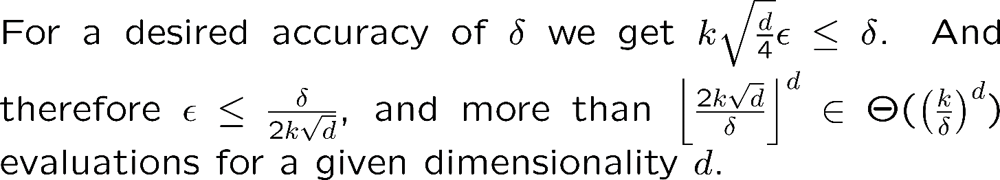 For a desired accuracy of $\delta$ we get $k\sqrt{\frac{d}{4}}\epsilon \leq \delta$. And
therefore $\epsilon \leq \frac{\delta}{2k\sqrt{d}}$, and more than $\left\lfloor \frac{2k\sqrt{d}}{\delta} \right\rfloor^d \in \Theta(\left(\frac{k}{\delta}\right)^d)$
evaluations for a given dimensionality $d$.